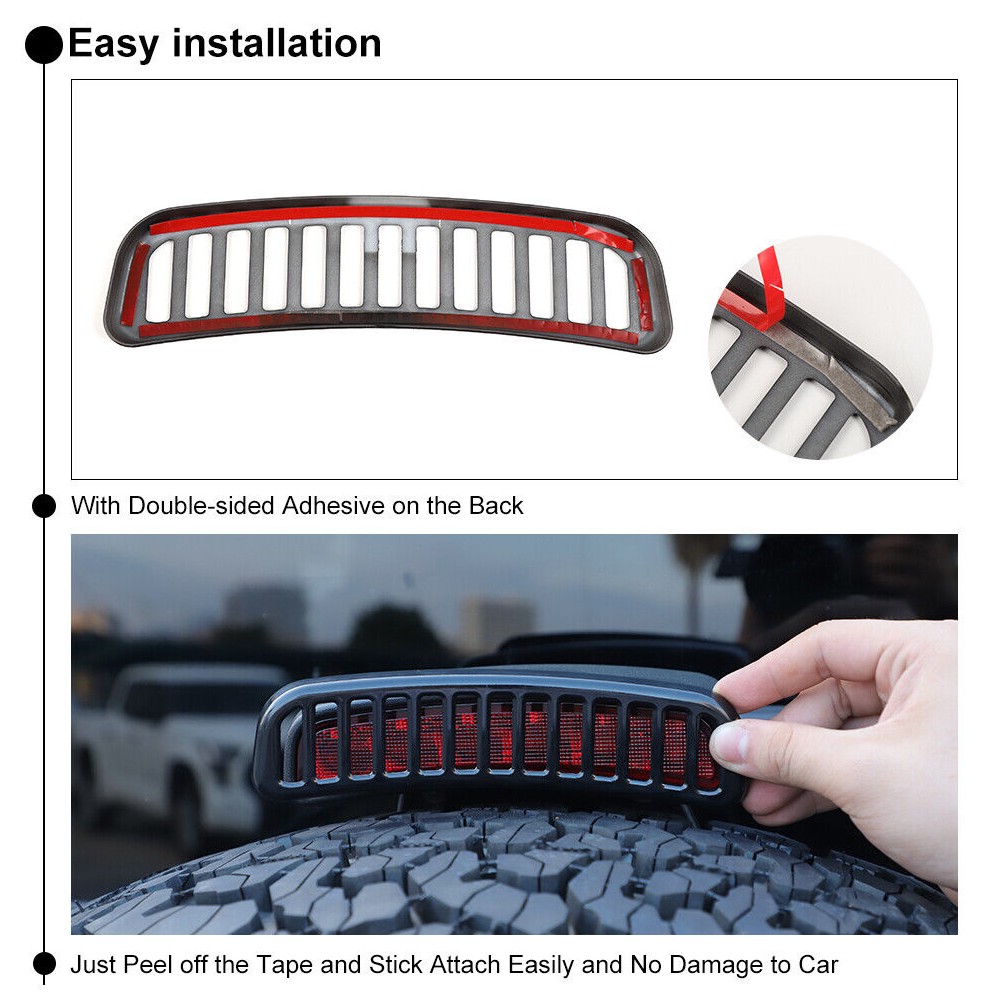 Easy installation
With Double-sided Adhesive on the Back
Just Peel off the Tape and Stick Attach Easily and No Damage to Car